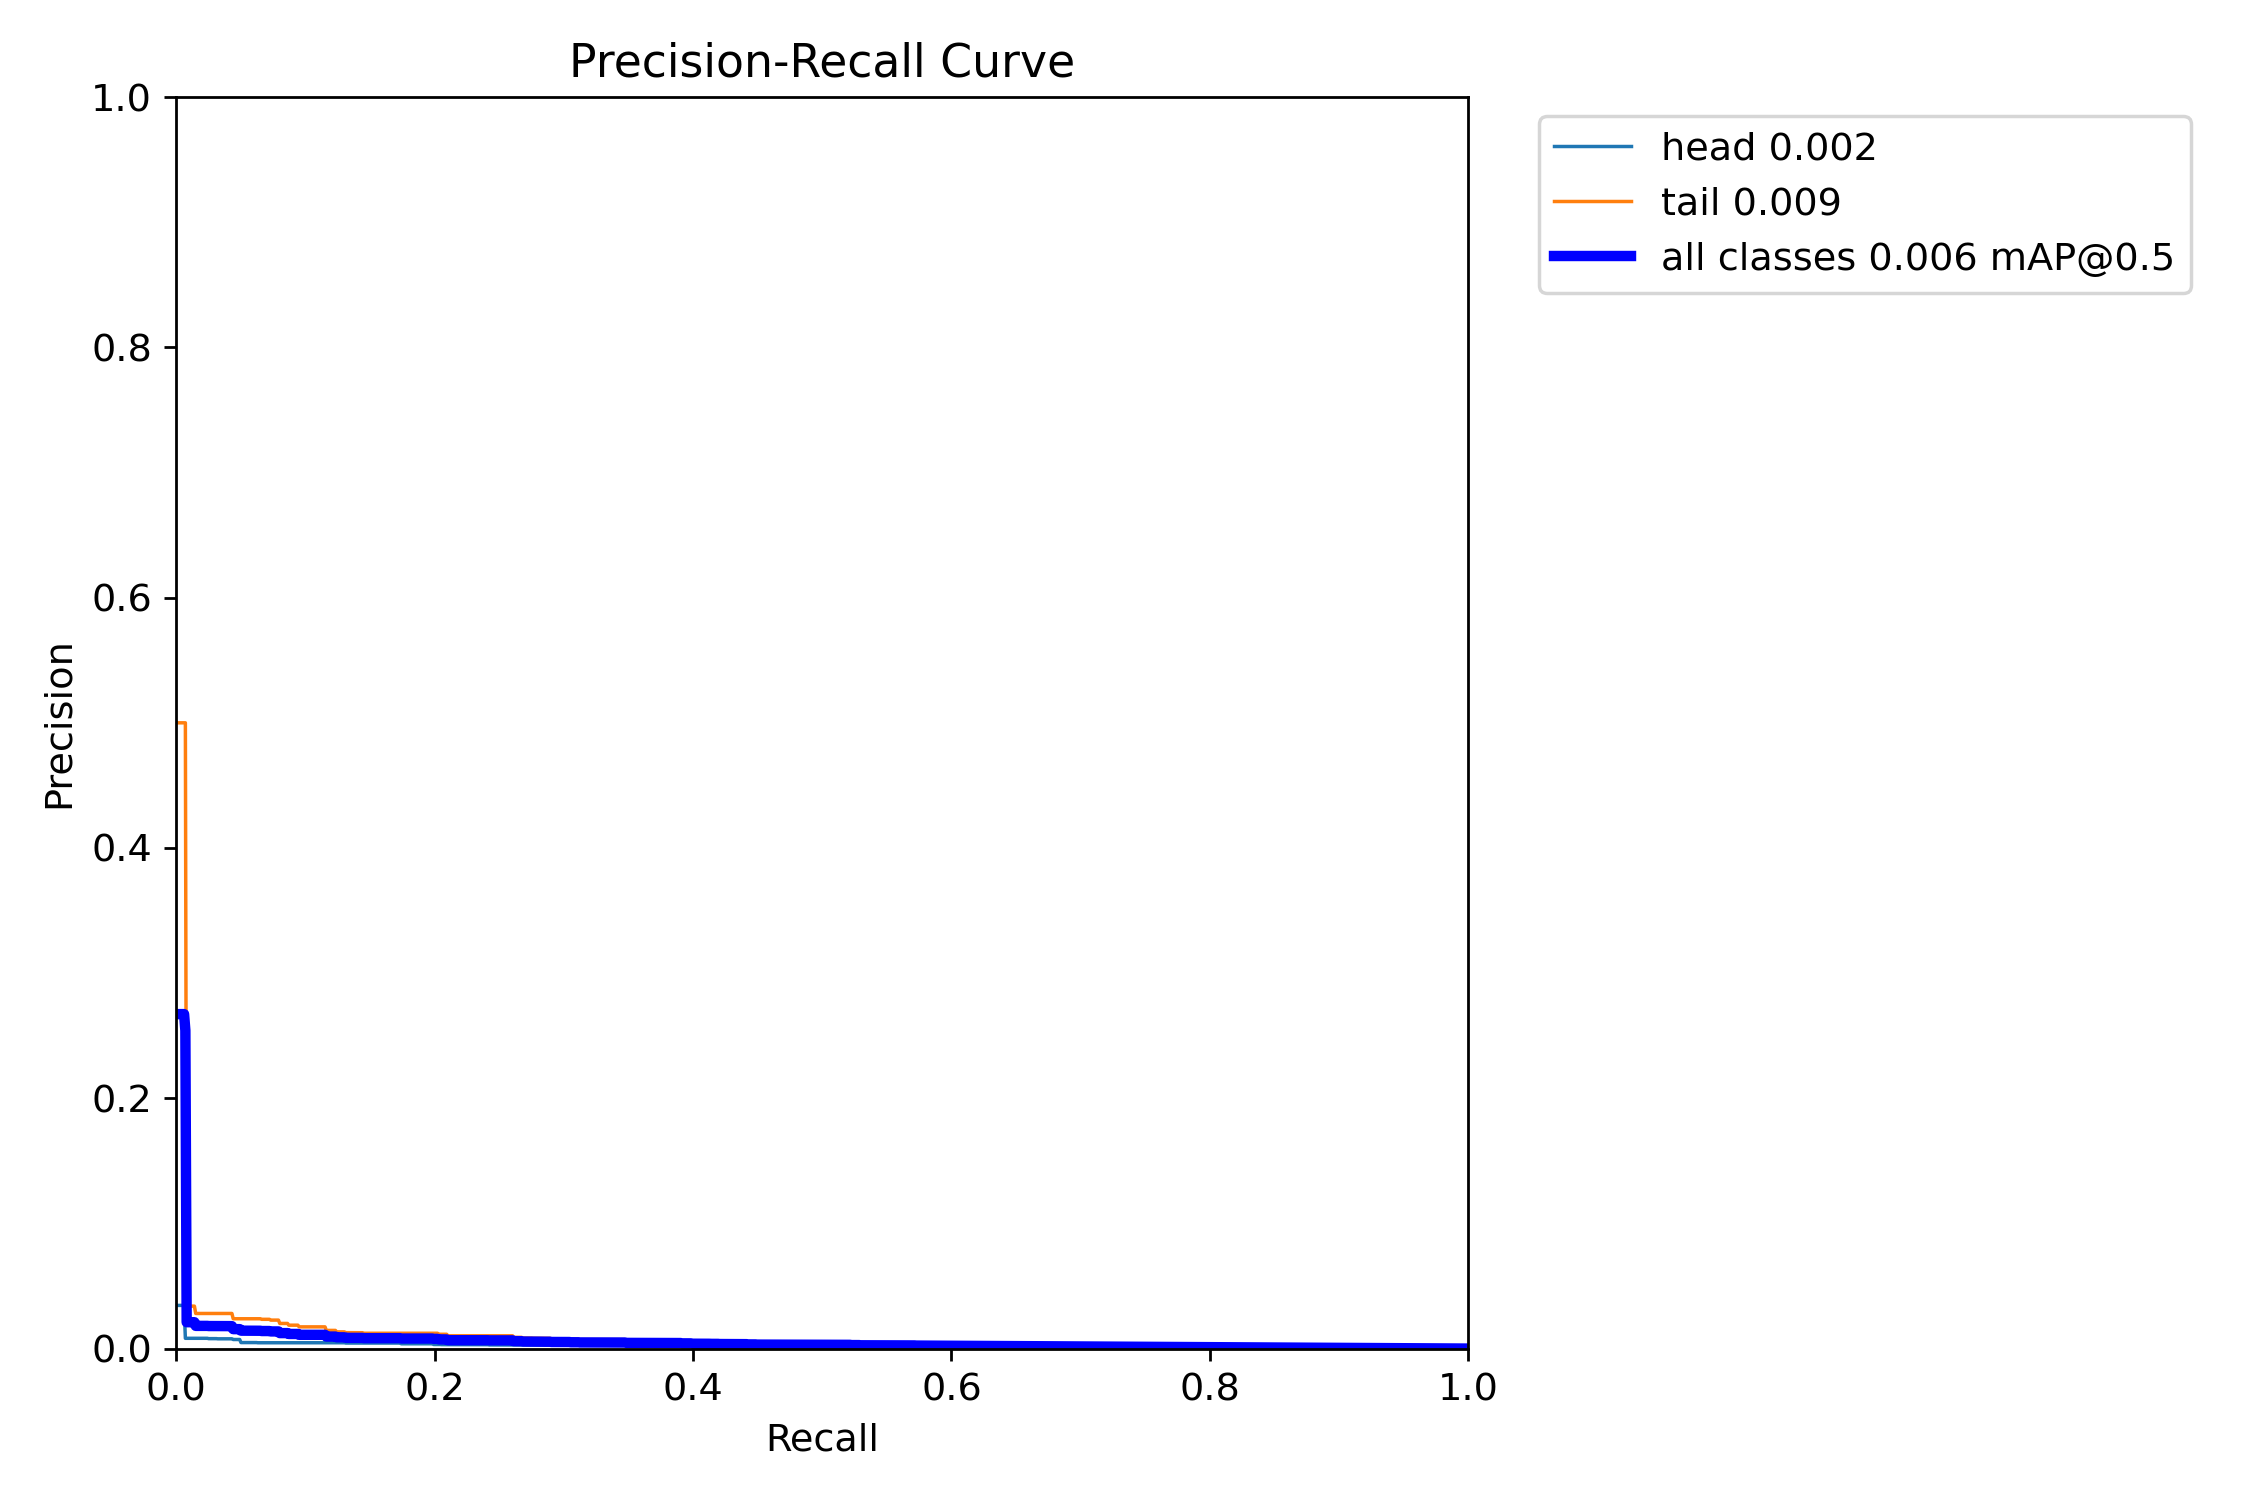 Precision-Recall Curve
1.0
0.8
0.6
0.4
0.2
0.0
Precision
0.0 0.2 0.4 0.6 0.8 1.0
Recall
head 0.002
tail 0.009
all classes 0.006 mAP@0.5